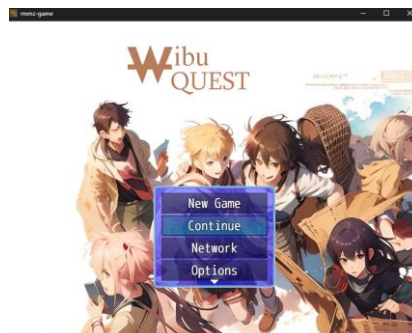 rmmz-game
Wibu
QUEST
New Game
Continue
Network
Options